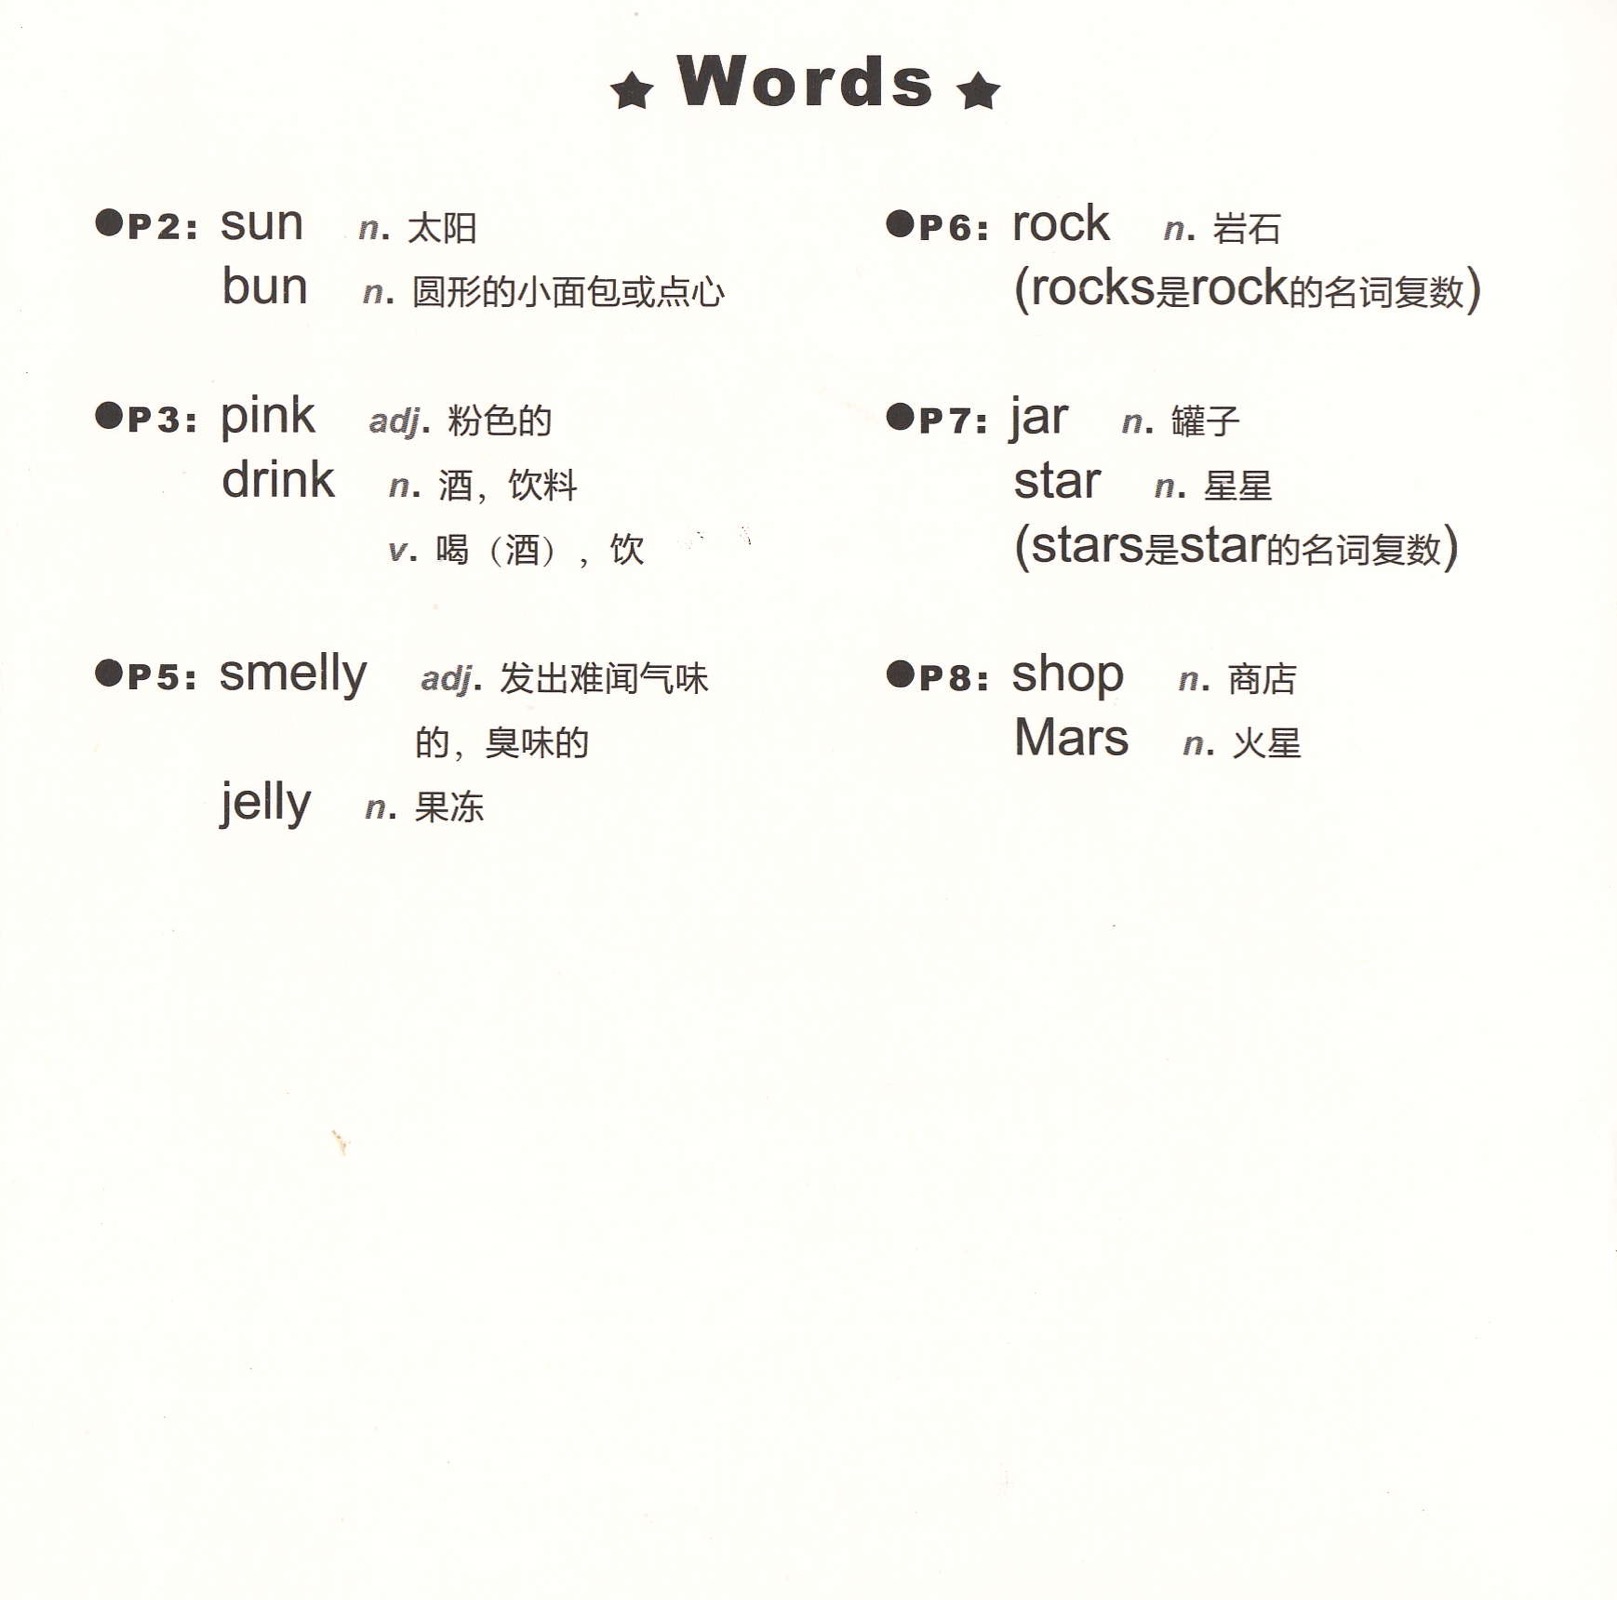 ★ Words ★
●P2: sun n. 太阳
bun n. 圆形的小面包或点心
●P3: pink adj. 粉色的
drink n. 酒，饮料
v. 喝（酒），饮
●P5: smelly adj. 发出难闻气味
的，臭味的
jelly n. 果冻
●P6: rock n. 岩石
(rocks是rock的名词复数)
●P7: jar n. 罐子
star n. 星星
(stars是star的名词复数)
●P8: shop n. 商店
Mars n. 火星